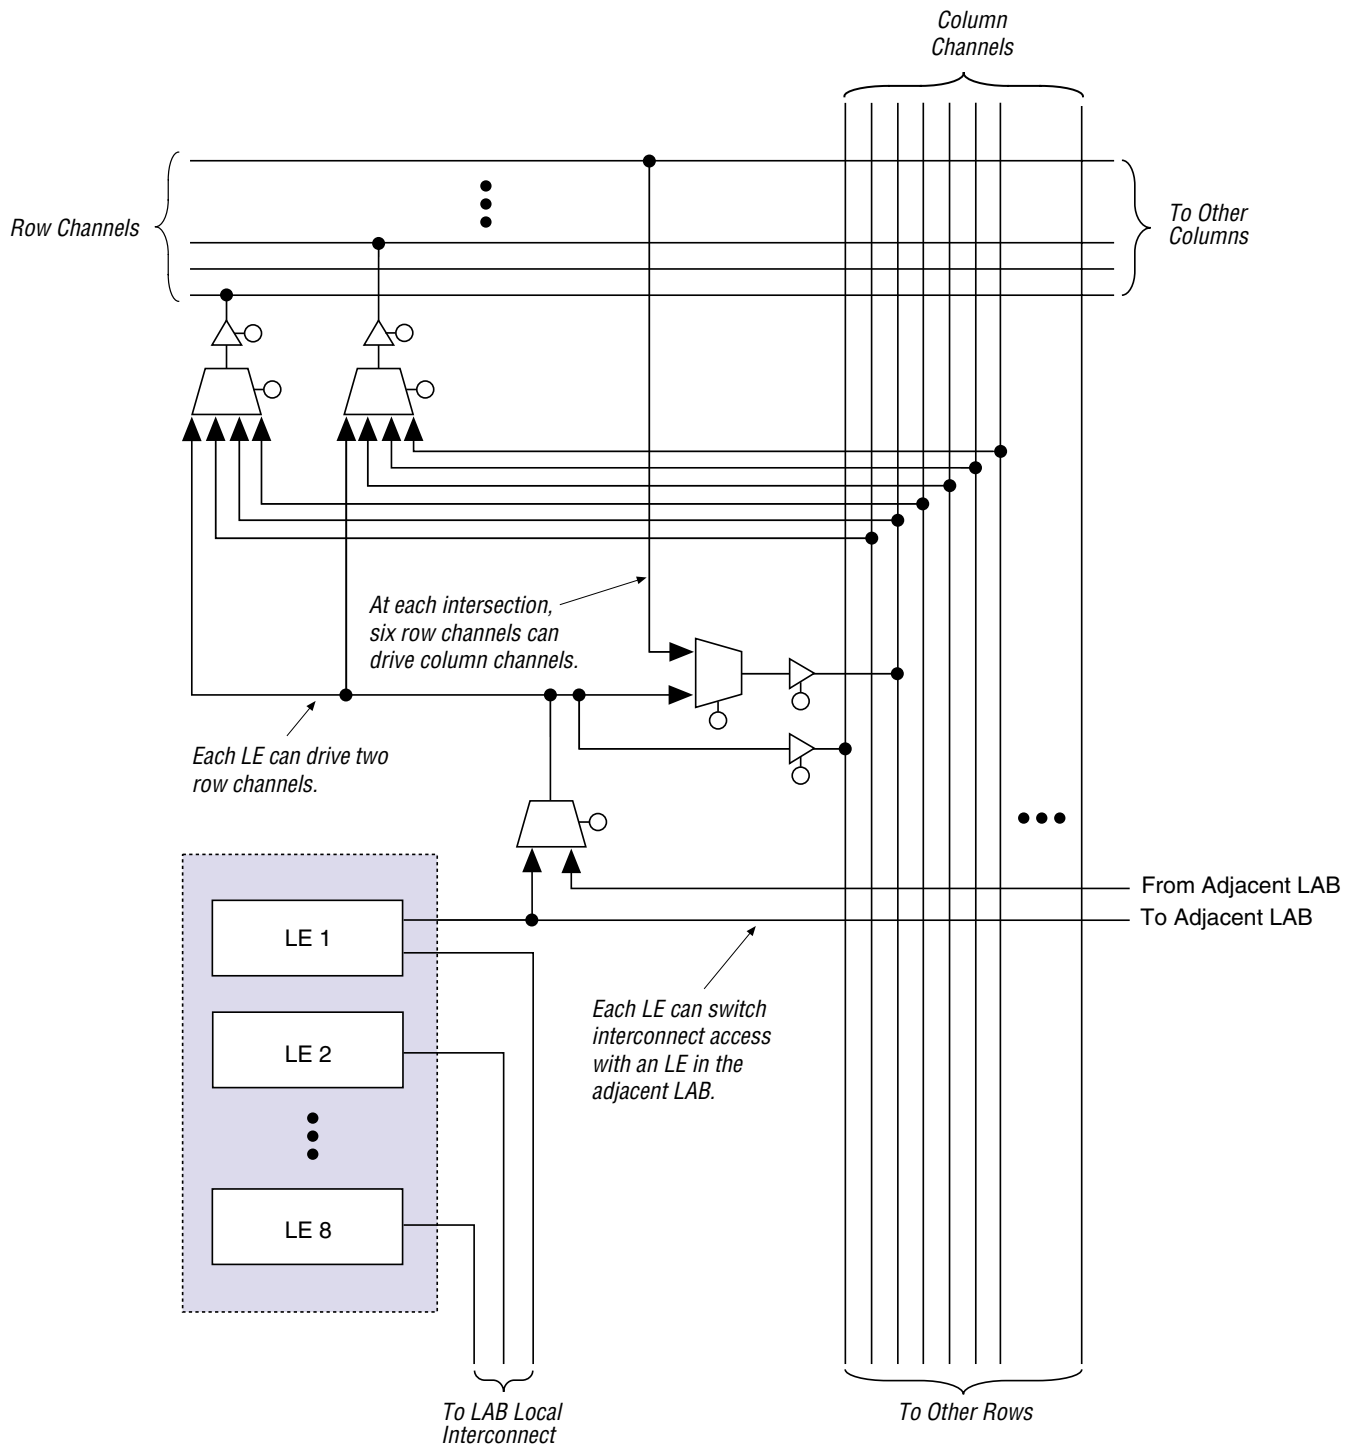 Column
Channels
Row Channels
To Other
Columns
At each intersection,
six row channels can
drive column channels.
Each LE can drive two
row channels.
From Adjacent LAB
To Adjacent LAB
LE 1
Each LE can switch
interconnect access
with an LE in the
adjacent LAB.
LE 2
LE 8
To LAB Local
Interconnect
To Other Rows